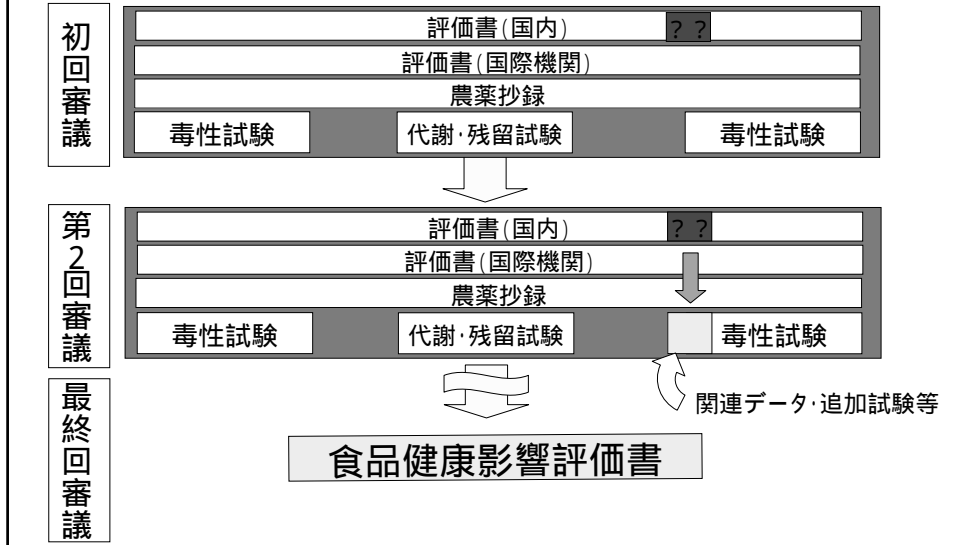 初回審議
評価書(国内)
? ?
評価書(国際機関)
農薬抄録
毒性試験
代謝·残留試験
毒性試験
第2回審議
評価書(国内)
? ?
評価書(国際機関)
農薬抄録
毒性試験
代謝·残留試験
毒性試験
関連データ·追加試験等
最終回審議
食品健康影響評価書